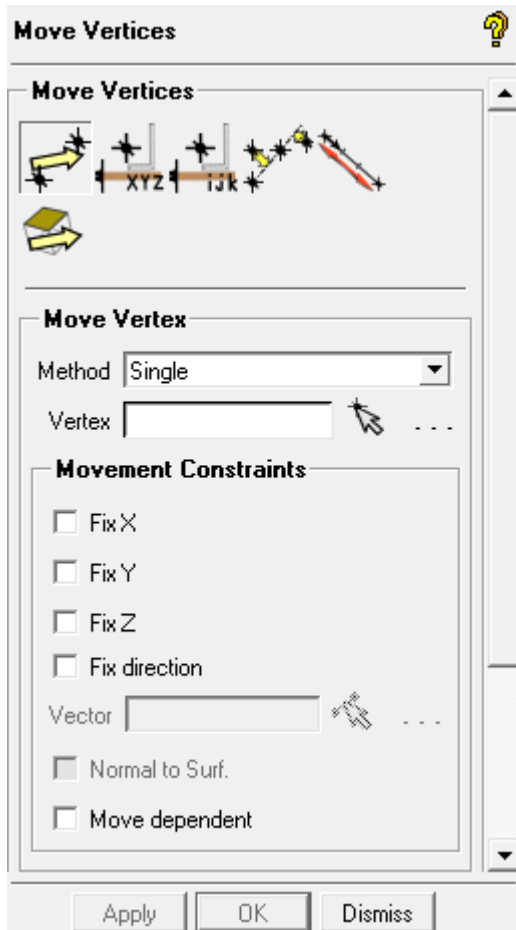 Move Vertices
Move Vertices
XYZ ijk
Move Vertex
Method Single
Vertex ...
Movement Constraints
Fix X
Fix Y
Fix Z
Fix direction
Vector ...
Normal to Surf.
Move dependent
Apply OK Dismiss